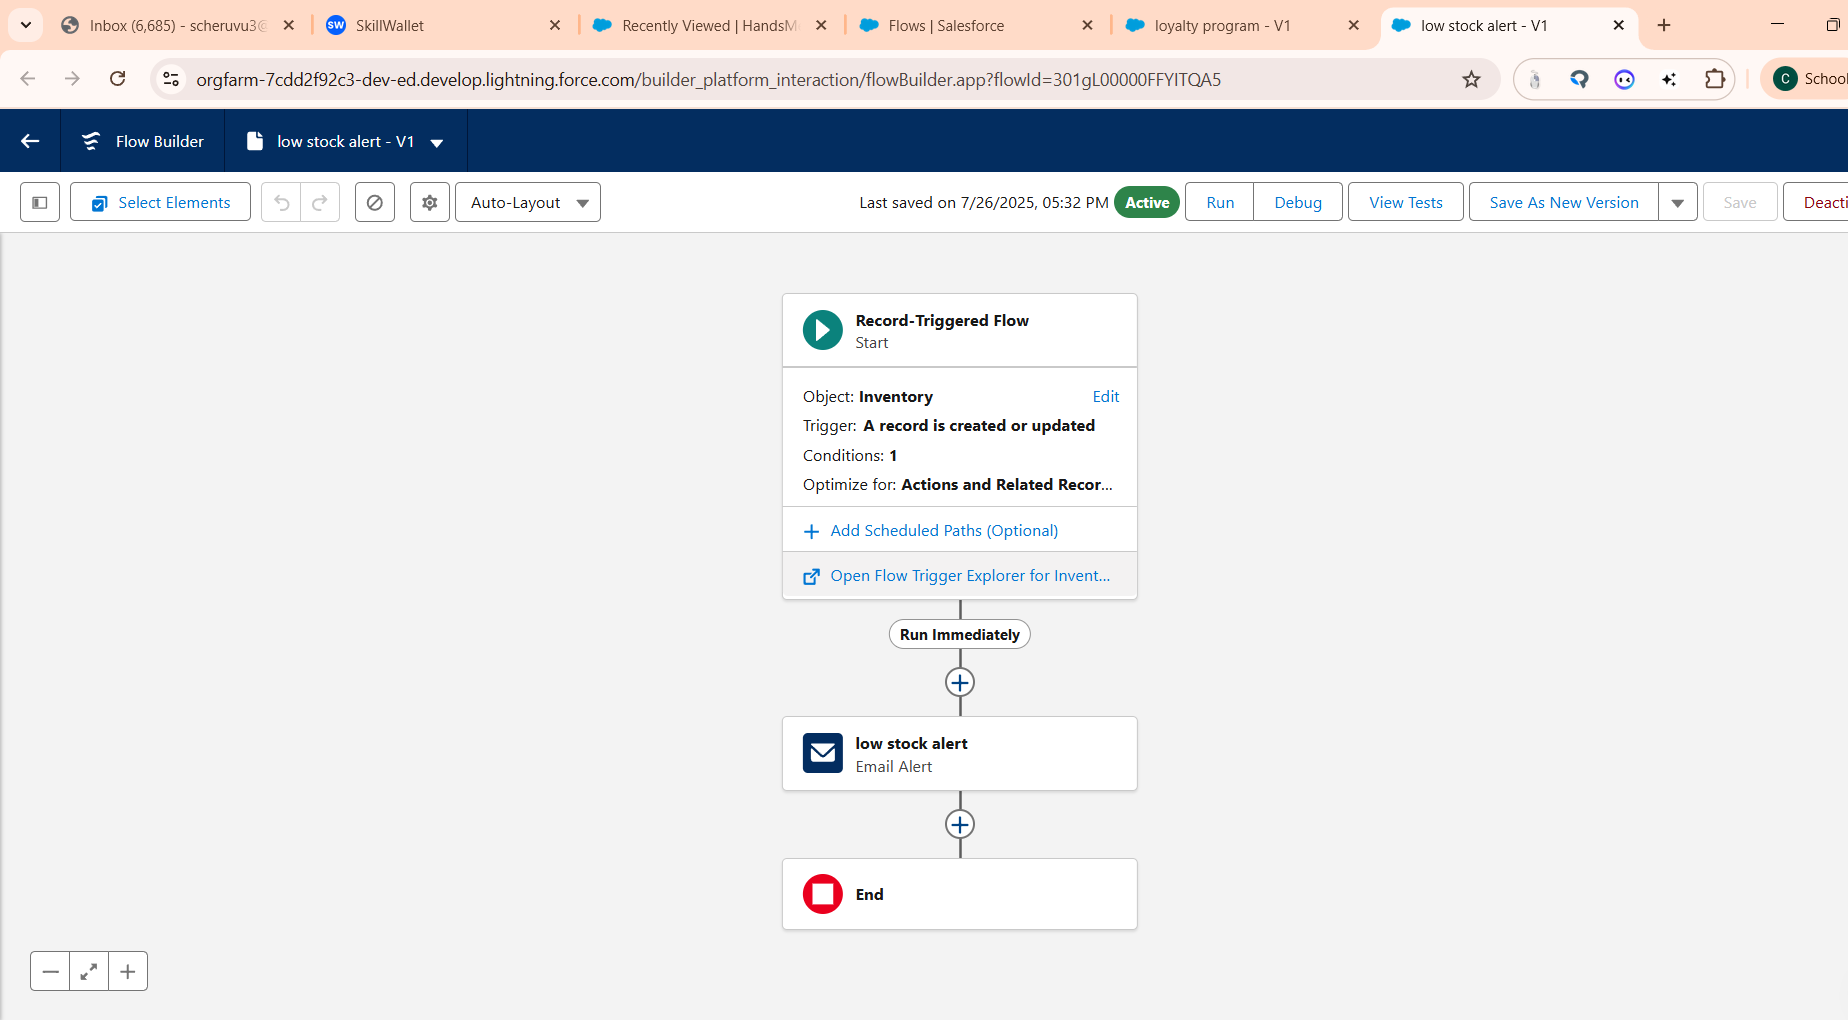 Inbox (6,685) - scheruvu3@
SkillWallet
Recently Viewed | HandsM
Flows | Salesforce
loyalty program - V1
low stock alert - V1
orgfarm-7cdd2f92c3-dev-ed.develop.lightning.force.com/builder_platform_interaction/flowBuilder.app?flowId=301gL00000FFYITQA5
C School
Flow Builder
low stock alert - V1
Select Elements
Auto-Layout
Last saved on 7/26/2025, 05:32 PM
Active
Run
Debug
View Tests
Save As New Version
Save
Deacti
Record-Triggered Flow
Start
Object: Inventory
Edit
Trigger: A record is created or updated
Conditions: 1
Optimize for: Actions and Related Recor...
Add Scheduled Paths (Optional)
Open Flow Trigger Explorer for Invent...
Run Immediately
low stock alert
Email Alert
End